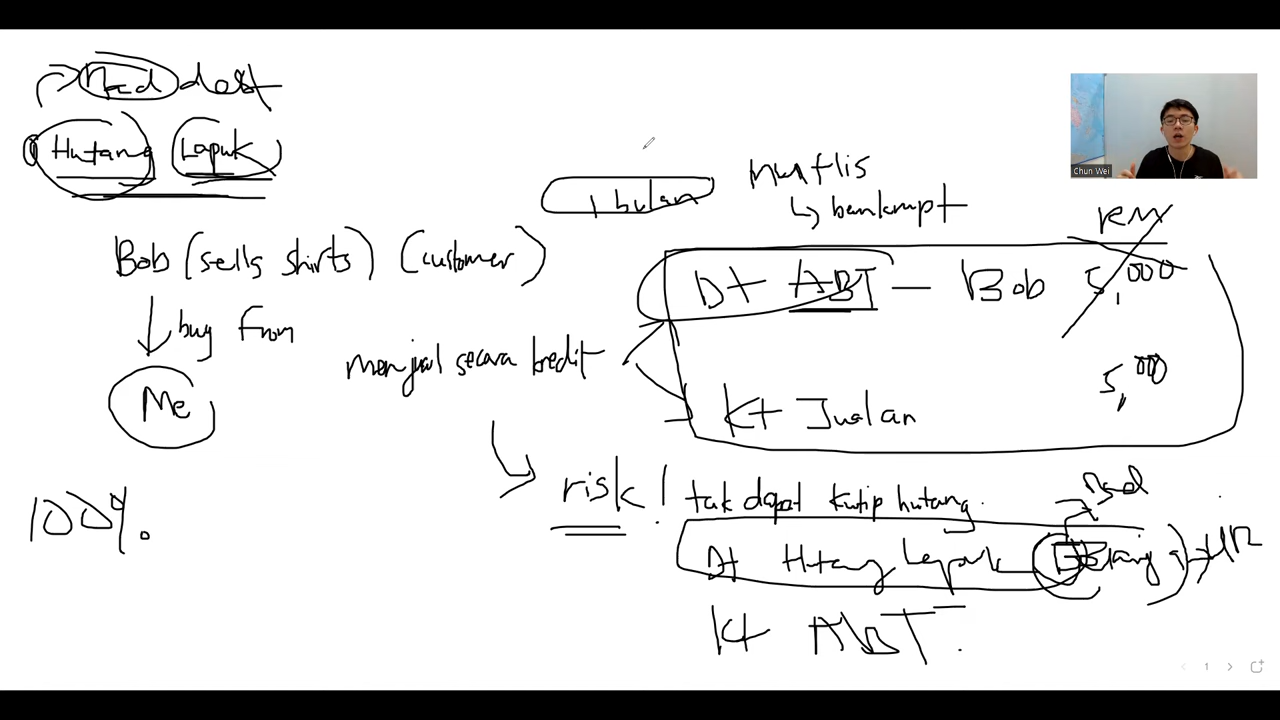 debt
Hutang Lapuk
Bob (sells shirts) (customer)
buy from
Me
100%.
1 bulan
muflis
bankrupt
RM
Dt ABT — Bob 5,000
menjual secara kredit
5,000
Kt Jualan
risk! tak dapat kutip hutang.
Dt Hutang Lapuk
Kt ABT.
Chun Wei
1